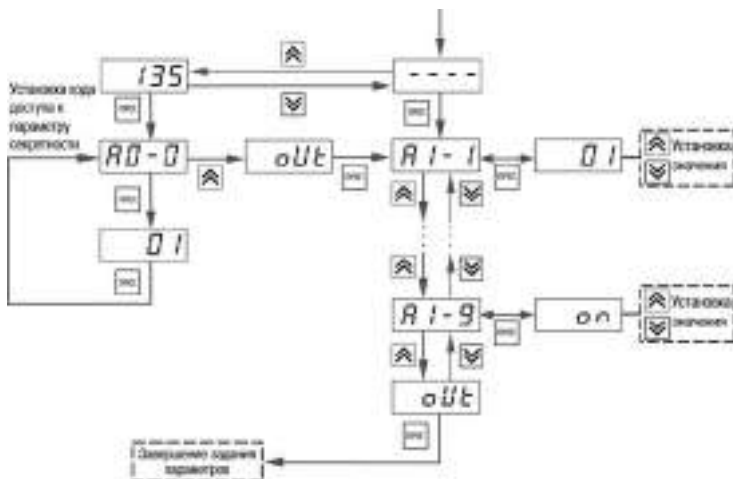 135
- - - -
Установка кода
доступа к
параметру
секретности
A0-0
oUt
A1-1
01
Установка
значения
01
A1-9
on
Установка
значения
oUt
Завершение задания
параметров